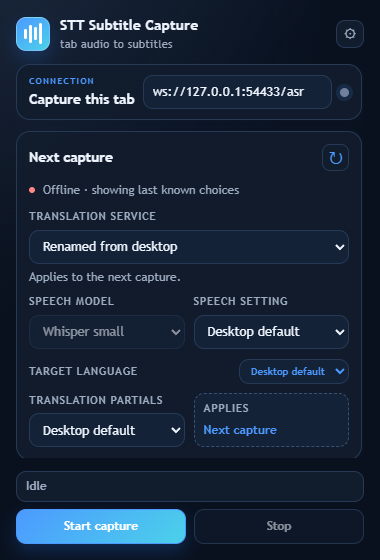 STT Subtitle Capture
tab audio to subtitles
CONNECTION
Capture this tab
ws://127.0.0.1:54433/asr
Next capture
Offline · showing last known choices
TRANSLATION SERVICE
Renamed from desktop
Applies to the next capture.
SPEECH MODEL
SPEECH SETTING
Whisper small
Desktop default
TARGET LANGUAGE
Desktop default
TRANSLATION PARTIALS
Desktop default
APPLIES
Next capture
Idle
Start capture
Stop